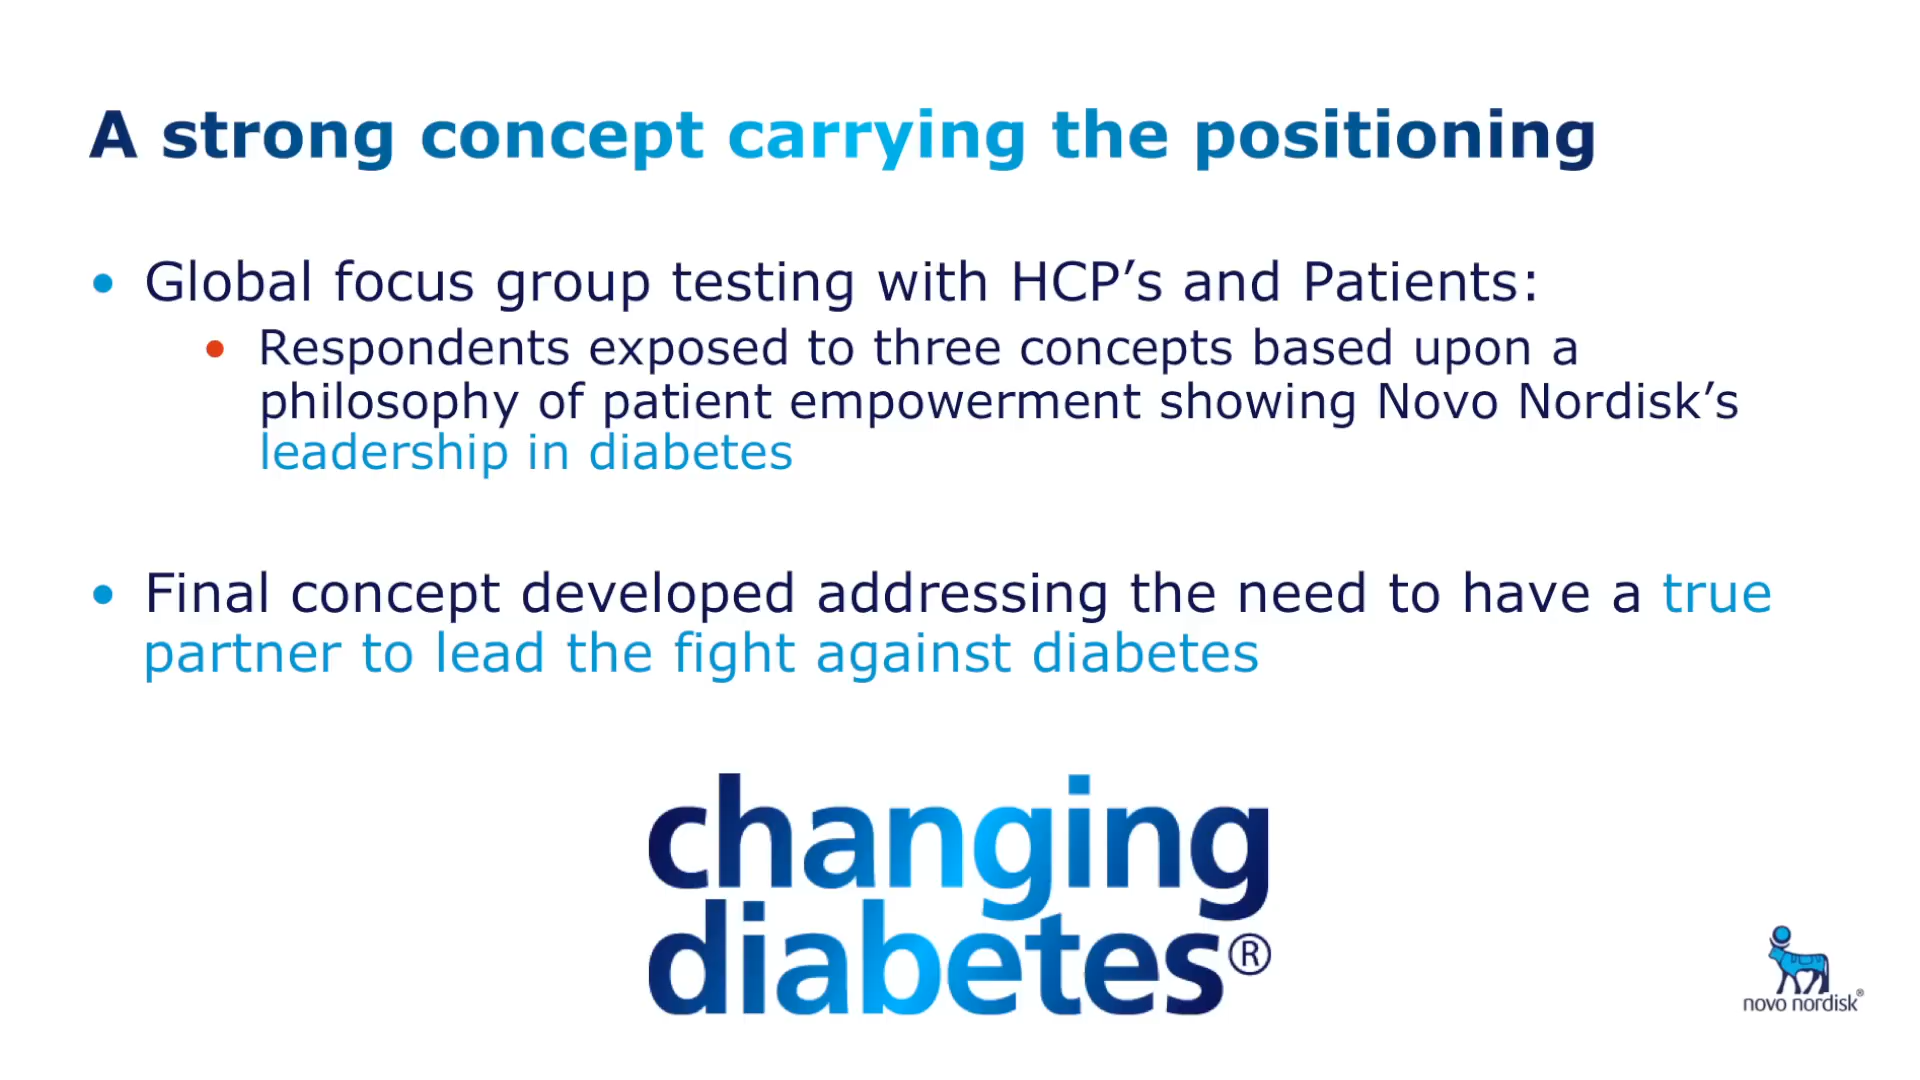 A strong concept carrying the positioning
• Global focus group testing with HCP’s and Patients:
• Respondents exposed to three concepts based upon a
philosophy of patient empowerment showing Novo Nordisk’s
leadership in diabetes
• Final concept developed addressing the need to have a true
partner to lead the fight against diabetes
changing
diabetes®
novo nordisk®